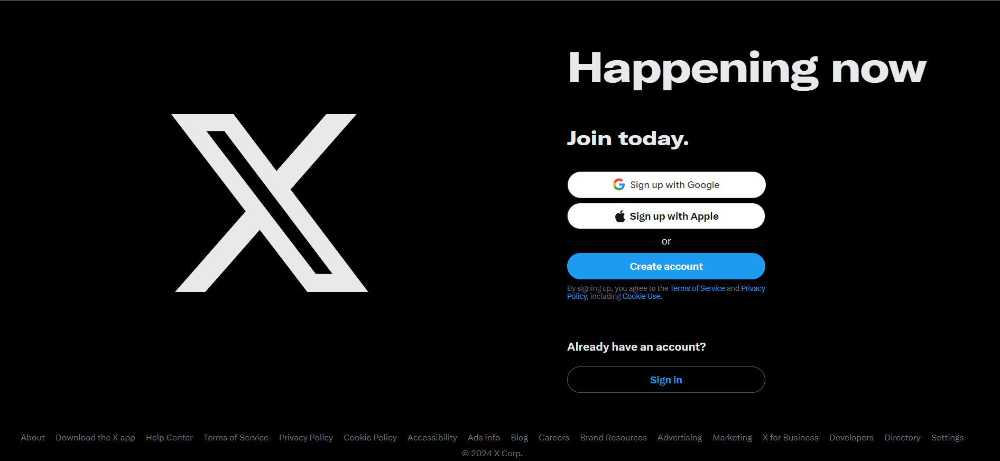 Happening now
Join today.
Sign up with Google
Sign up with Apple
or
Create account
By signing up, you agree to the Terms of Service and Privacy
Policy, including Cookie Use.
Already have an account?
Sign in
About Download the X app Help Center Terms of Service Privacy Policy Cookie Policy Accessibility Ads info Blog Careers Brand Resources Advertising Marketing X for Business Developers Directory Settings
© 2024 X Corp.